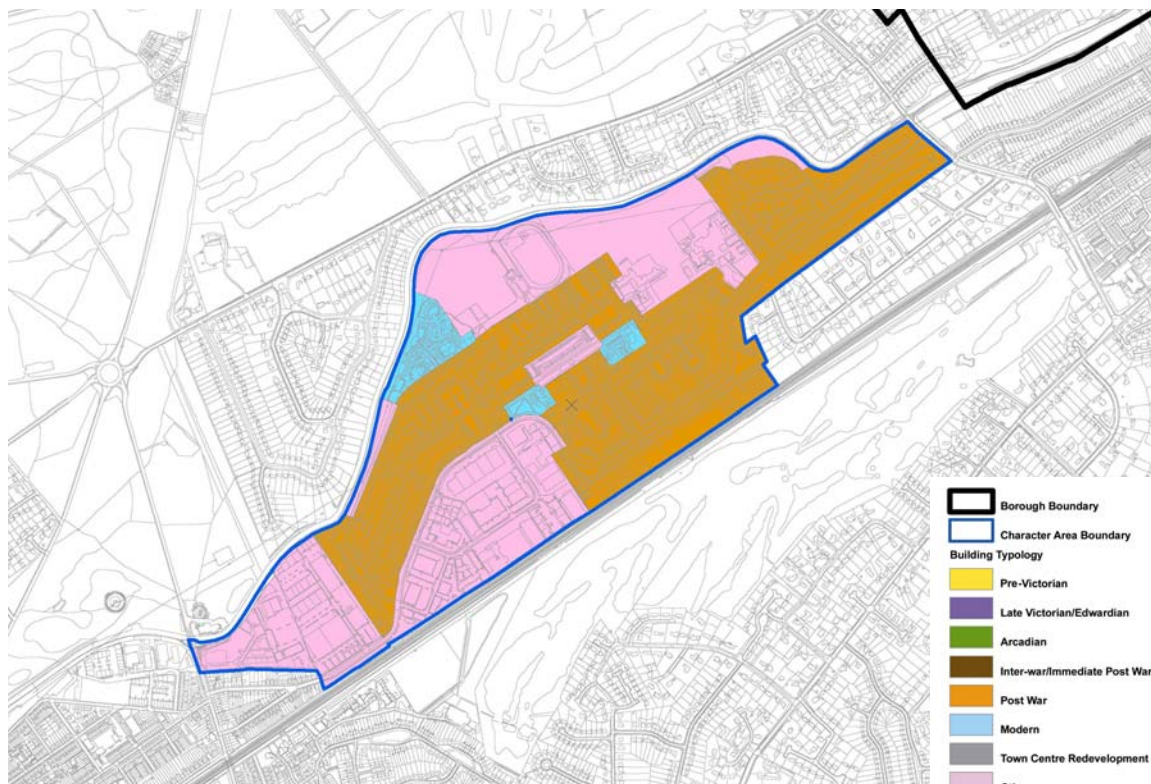 Borough Boundary
Character Area Boundary
Building Typology
Pre-Victorian
Late Victorian/Edwardian
Arcadian
Inter-war/Immediate Post War
Post War
Modern
Town Centre Redevelopment